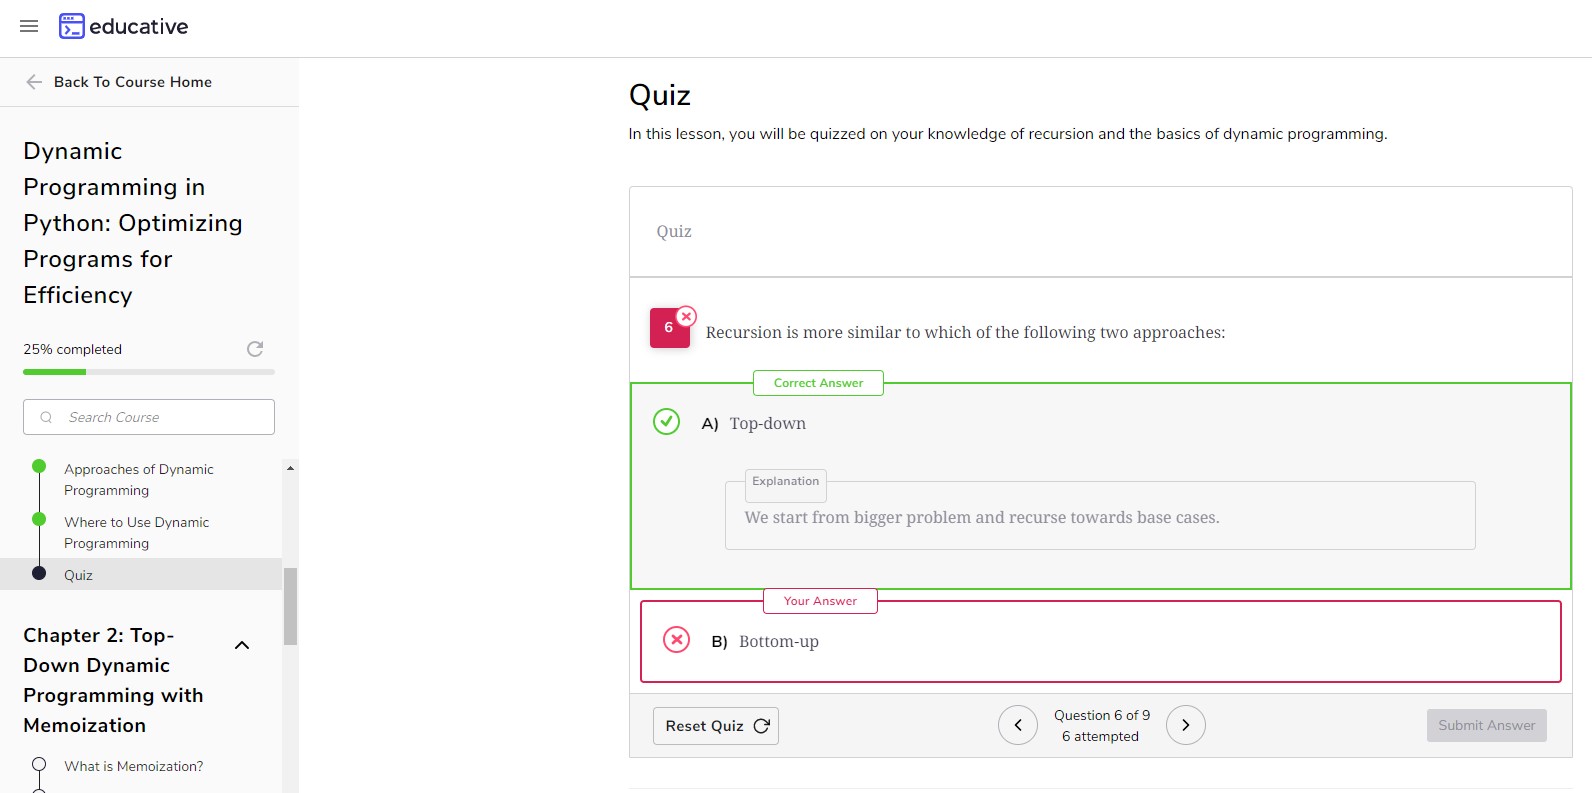 educative
Back To Course Home
Dynamic
Programming in
Python: Optimizing
Programs for
Efficiency
25% completed
Search Course
Approaches of Dynamic
Programming
Where to Use Dynamic
Programming
Quiz
Chapter 2: Top-
Down Dynamic
Programming with
Memoization
What is Memoization?
Quiz
In this lesson, you will be quizzed on your knowledge of recursion and the basics of dynamic programming.
Quiz
6
Recursion is more similar to which of the following two approaches:
Correct Answer
A) Top-down
Explanation
We start from bigger problem and recurse towards base cases.
Your Answer
B) Bottom-up
Reset Quiz
Question 6 of 9
6 attempted
Submit Answer